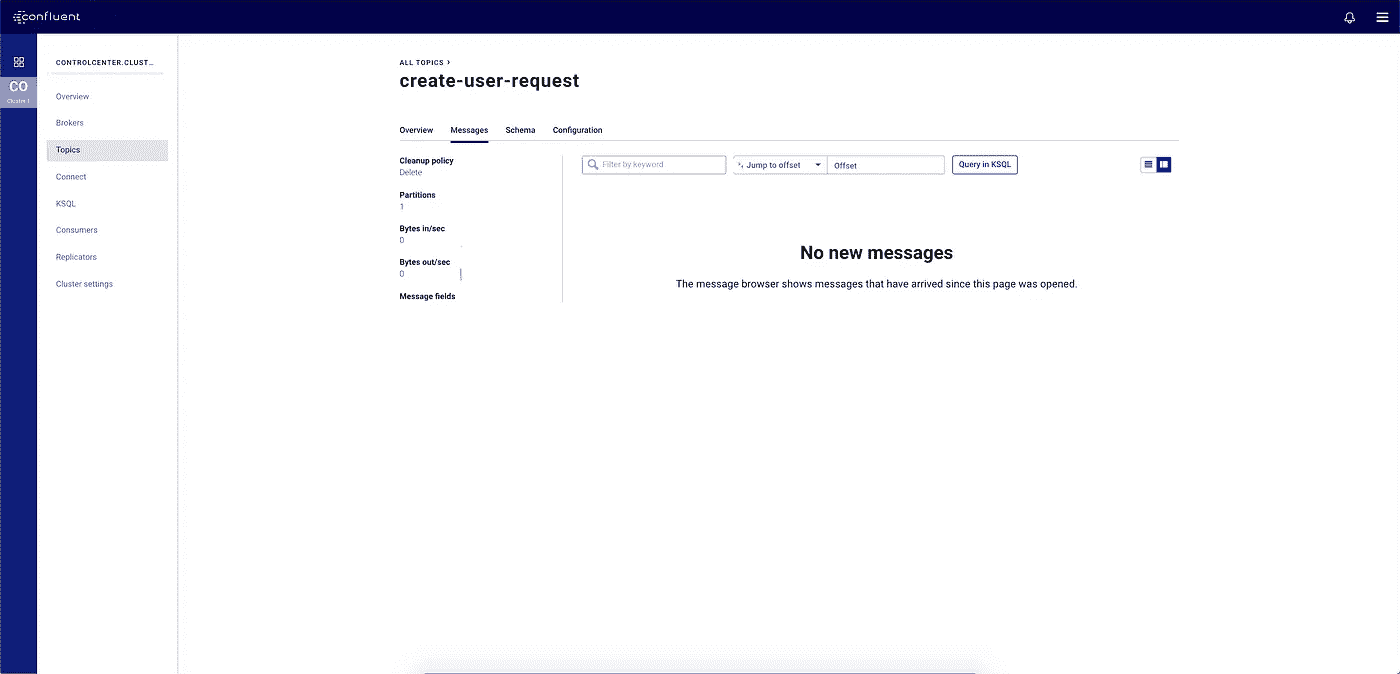 confluent
CO
Cluster 1
CONTROLCENTER.CLUST...
Overview
Brokers
Topics
Connect
KSQL
Consumers
Replicators
Cluster settings
ALL TOPICS >
create-user-request
Overview Messages Schema Configuration
Cleanup policy
Delete
Partitions
1
Bytes in/sec
0
Bytes out/sec
0
Message fields
Filter by keyword Jump to offset Offset Query in KSQL
No new messages
The message browser shows messages that have arrived since this page was opened.